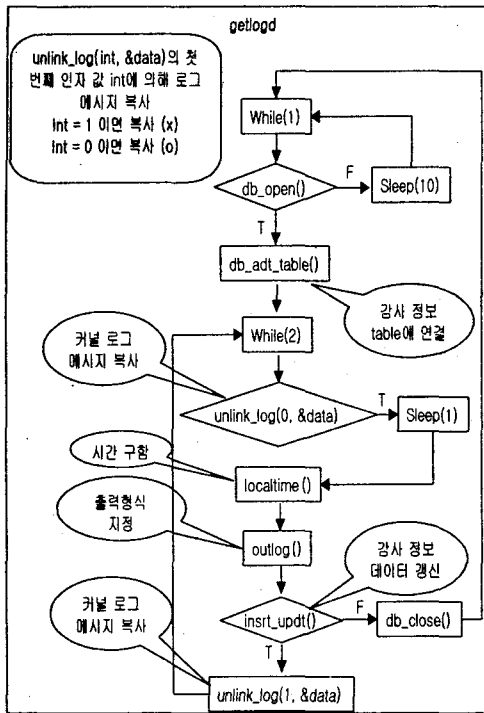 getlogd
unlink_log(int, &data)의 첫
번째 인자 값 int에 의해 로그
메시지 복사
Int = 1 이면 복사 (x)
Int = 0 이면 복사 (o)
While(1)
db_open()
F
Sleep(10)
T
db_adt_table()
감사 정보
table에 연결
While(2)
커널 로그
메시지 복사
unlink_log(0, &data)
T
Sleep(1)
시간 구함
localtime()
출력형식
지정
outlog()
감사 정보
데이터 갱신
insrt_updt()
F
db_close()
커널 로그
메시지 복사
T
unlink_log(1, &data)